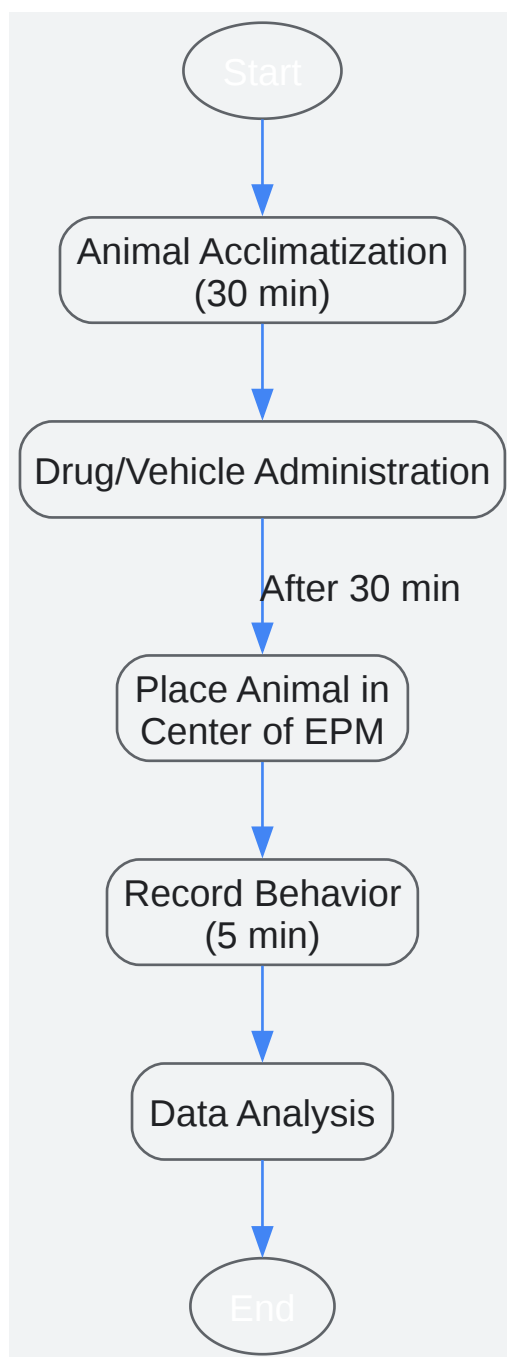 Start
Animal Acclimatization
(30 min)
Drug/Vehicle Administration
After 30 min
Place Animal in
Center of EPM
Record Behavior
(5 min)
Data Analysis
End